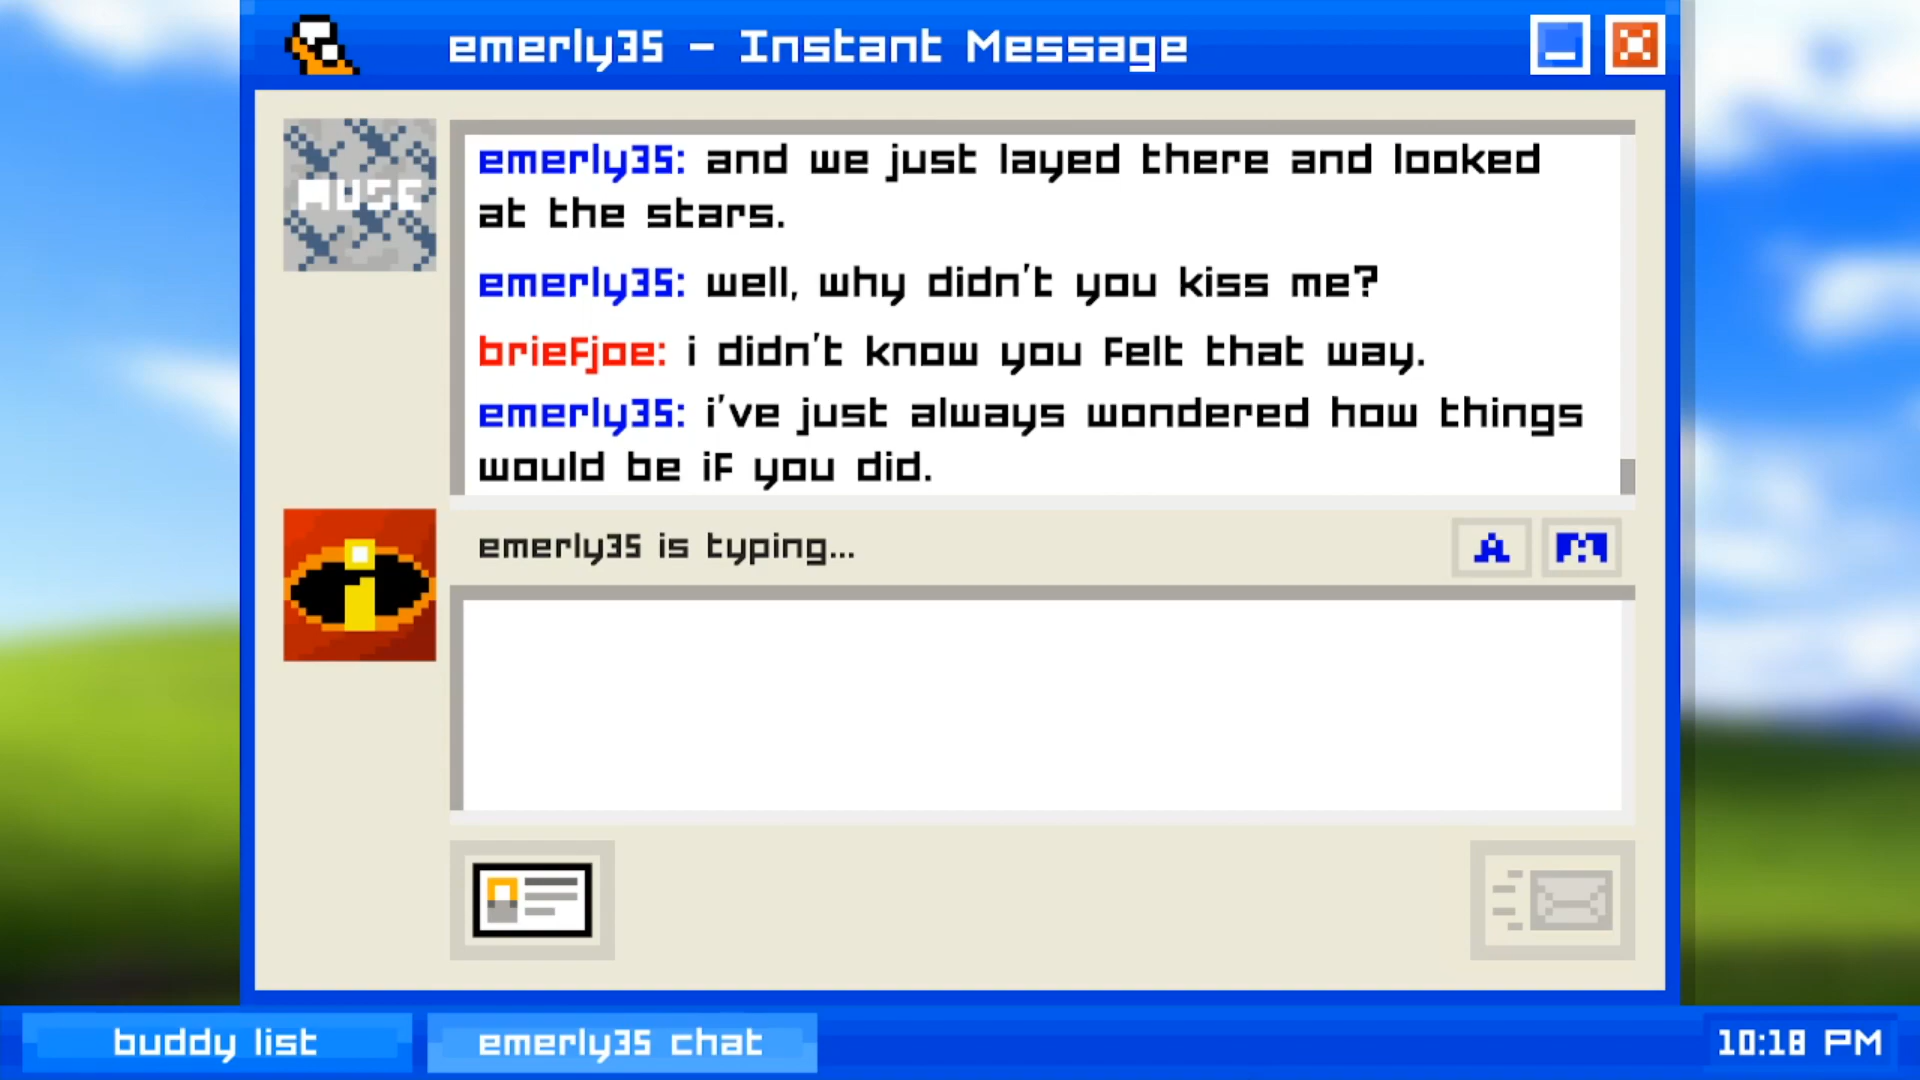 emerly35 - Instant Message
MUSE
emerly35: and we just layed there and looked
at the stars.
emerly35: well, why didn't you kiss me?
briefjoe: i didn't know you felt that way.
emerly35: i've just always wondered how things
would be if you did.
emerly35 is typing...
A
i
buddy list
emerly35 chat
10:18 PM